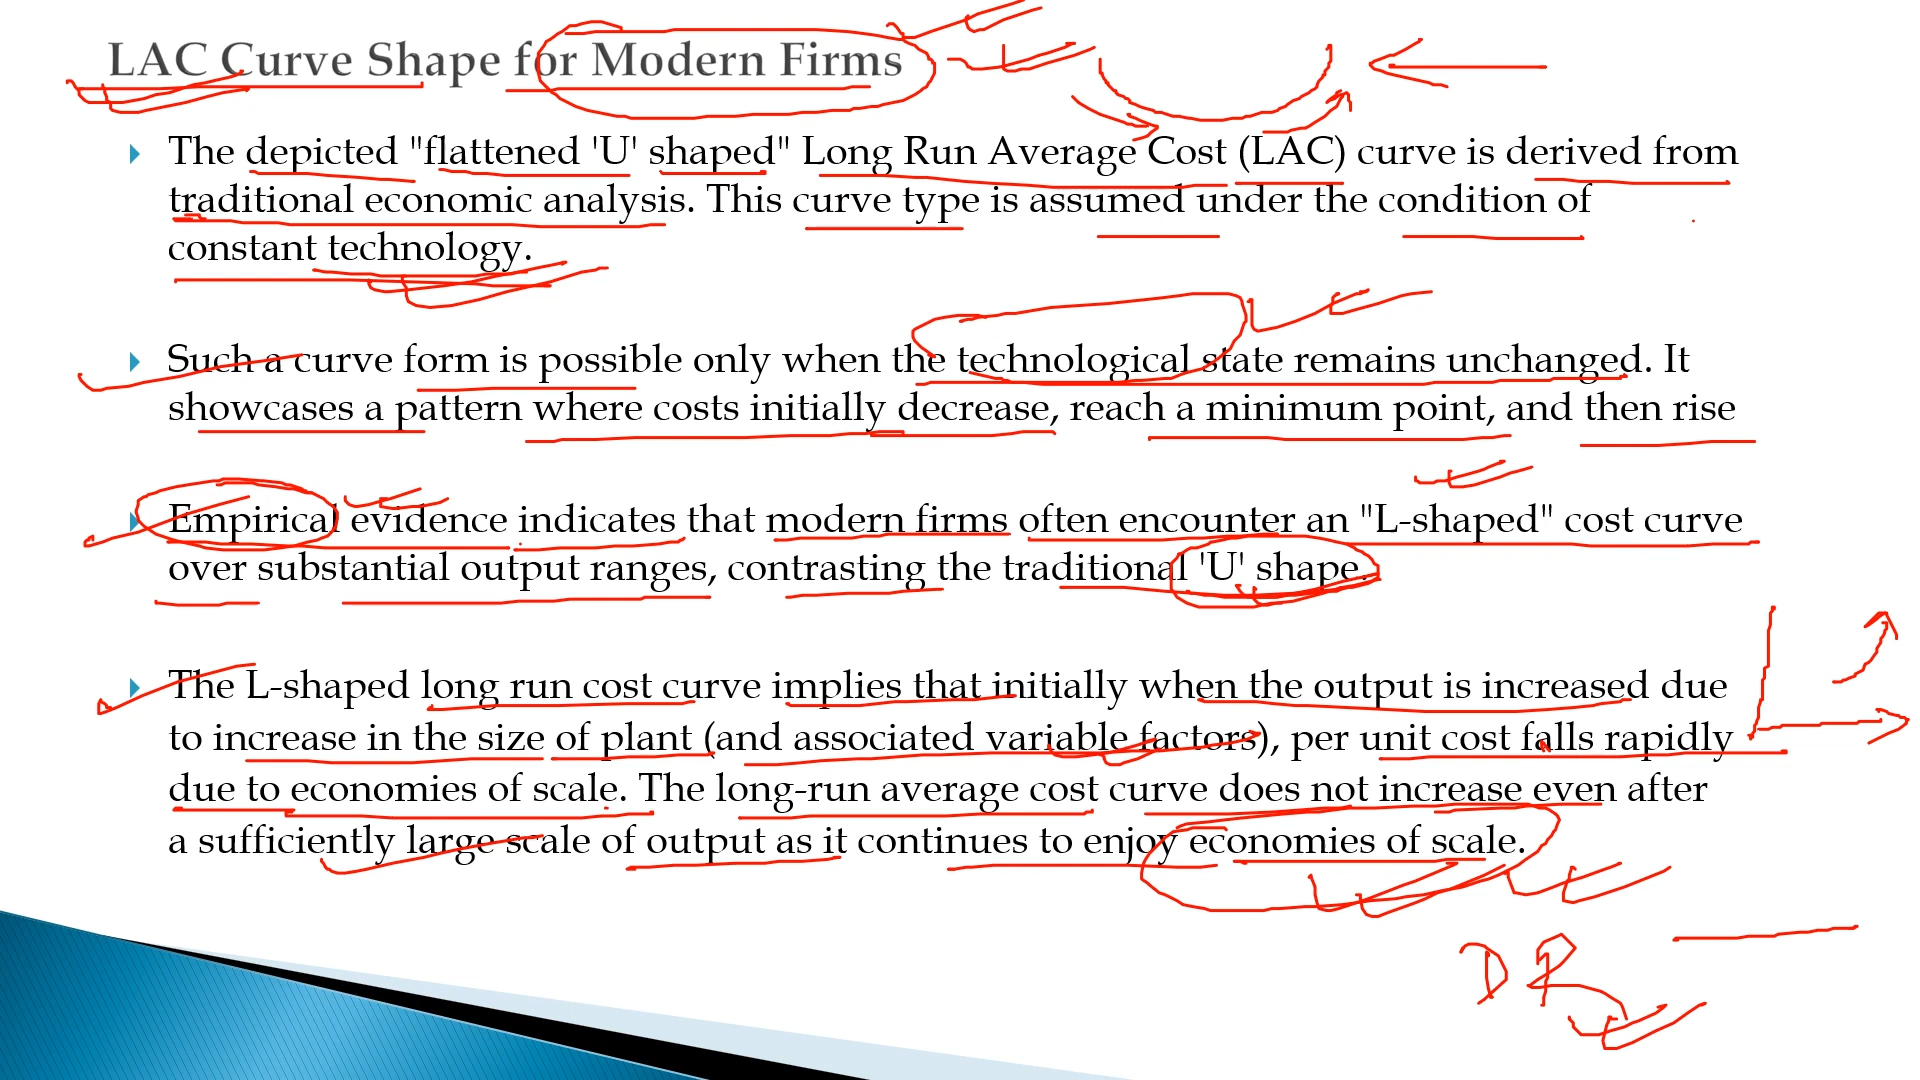 LAC Curve Shape for Modern Firms
The depicted "flattened 'U' shaped" Long Run Average Cost (LAC) curve is derived from
traditional economic analysis. This curve type is assumed under the condition of
constant technology.
Such a curve form is possible only when the technological state remains unchanged. It
showcases a pattern where costs initially decrease, reach a minimum point, and then rise
Empirical evidence indicates that modern firms often encounter an "L-shaped" cost curve
over substantial output ranges, contrasting the traditional 'U' shape.
The L-shaped long run cost curve implies that initially when the output is increased due
to increase in the size of plant (and associated variable factors), per unit cost falls rapidly
due to economies of scale. The long-run average cost curve does not increase even after
a sufficiently large scale of output as it continues to enjoy economies of scale.
DR